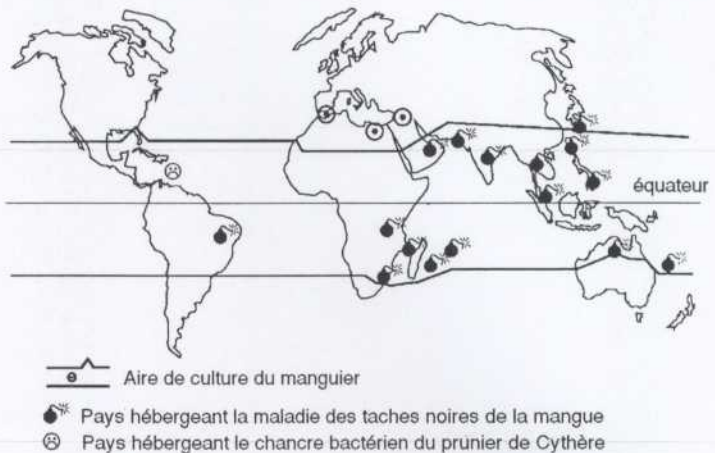 équateur
Aire de culture du manguier
Pays hébergeant la maladie des taches noires de la mangue
Pays hébergeant le chancre bactérien du prunier de Cythère